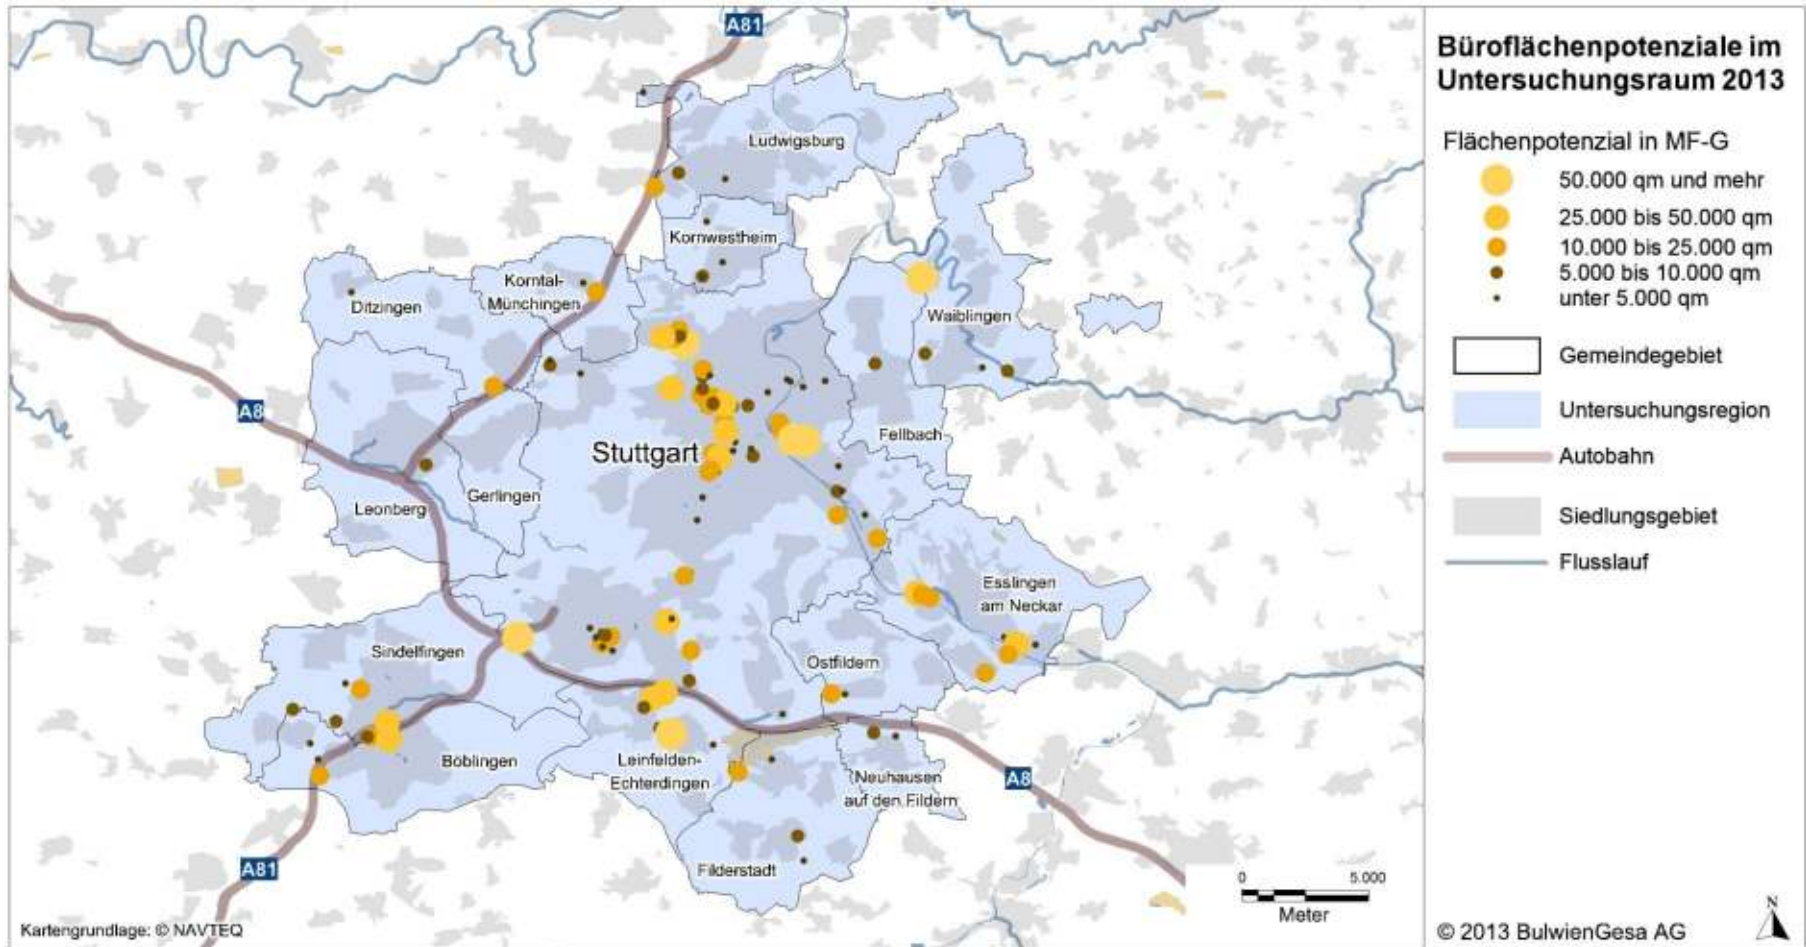 A81
Ludwigsburg
Kornwestheim
Korntal-
Münchingen
Ditzingen
Waiblingen
A8
Fellbach
Stuttgart
Gerlingen
Leonberg
Esslingen
am Neckar
Sindelfingen
Ostfildern
Böblingen
Leinfelden-
Echterdingen
Neuhausen
auf den Fildern
A8
A81
Filderstadt
0 5.000
Meter
Kartengrundlage: © NAVTEQ
Büroflächenpotenziale im
Untersuchungsraum 2013
Flächenpotenzial in MF-G
50.000 qm und mehr
25.000 bis 50.000 qm
10.000 bis 25.000 qm
5.000 bis 10.000 qm
unter 5.000 qm
Gemeindegebiet
Untersuchungsregion
Autobahn
Siedlungsgebiet
Flusslauf
N
© 2013 BulwienGesa AG